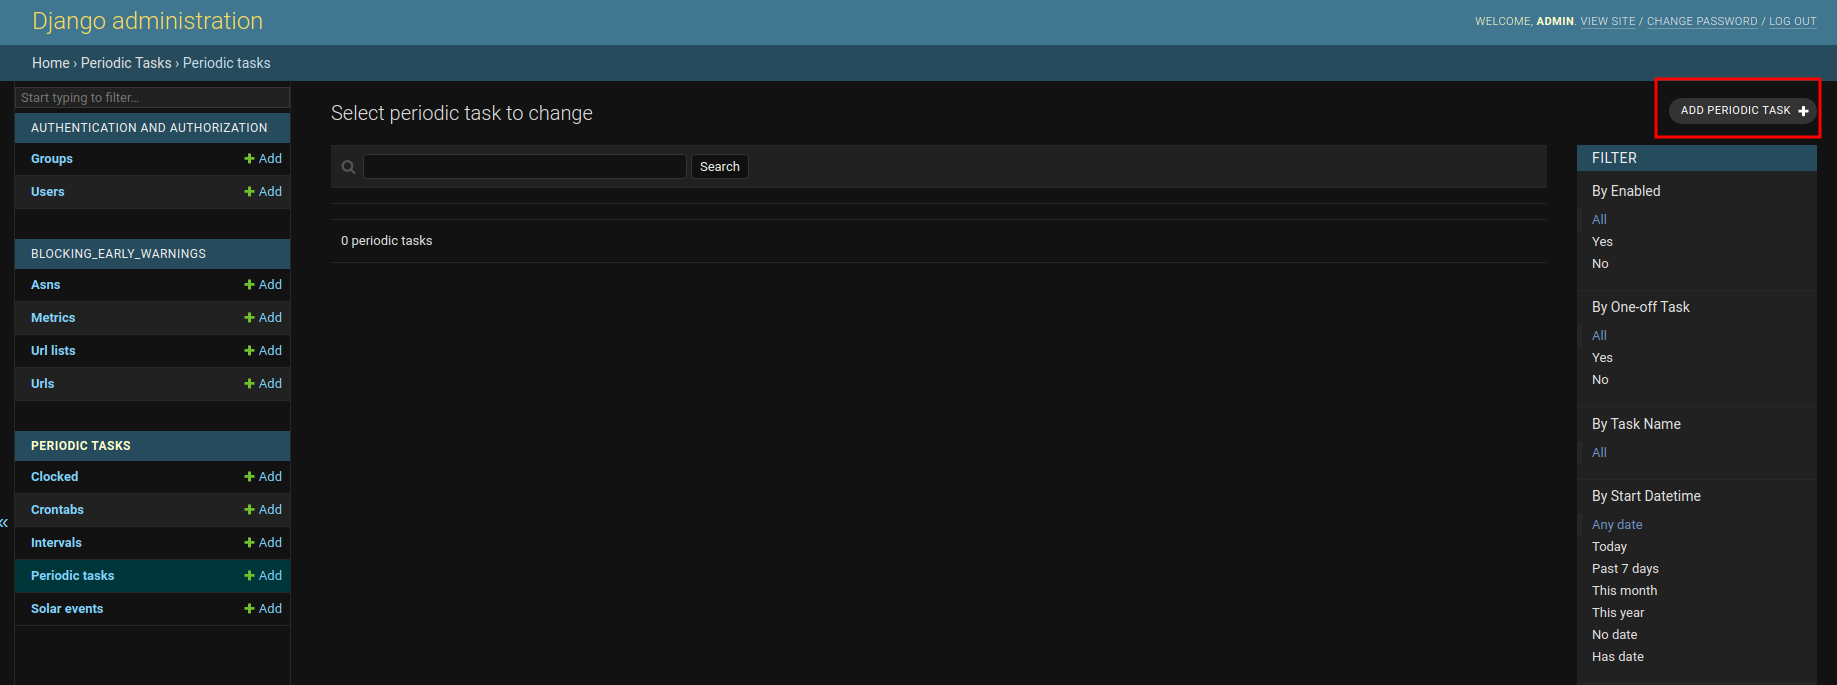 Django administration
WELCOME, ADMIN. VIEW SITE / CHANGE PASSWORD / LOG OUT
Home › Periodic Tasks › Periodic tasks
Start typing to filter...
AUTHENTICATION AND AUTHORIZATION
Groups Add
Users Add
BLOCKING_EARLY_WARNINGS
Asns Add
Metrics Add
Url lists Add
Urls Add
PERIODIC TASKS
Clocked Add
Crontabs Add
Intervals Add
Periodic tasks Add
Solar events Add
«
Select periodic task to change
ADD PERIODIC TASK
Search
0 periodic tasks
FILTER
By Enabled
All
Yes
No
By One-off Task
All
Yes
No
By Task Name
All
By Start Datetime
Any date
Today
Past 7 days
This month
This year
No date
Has date